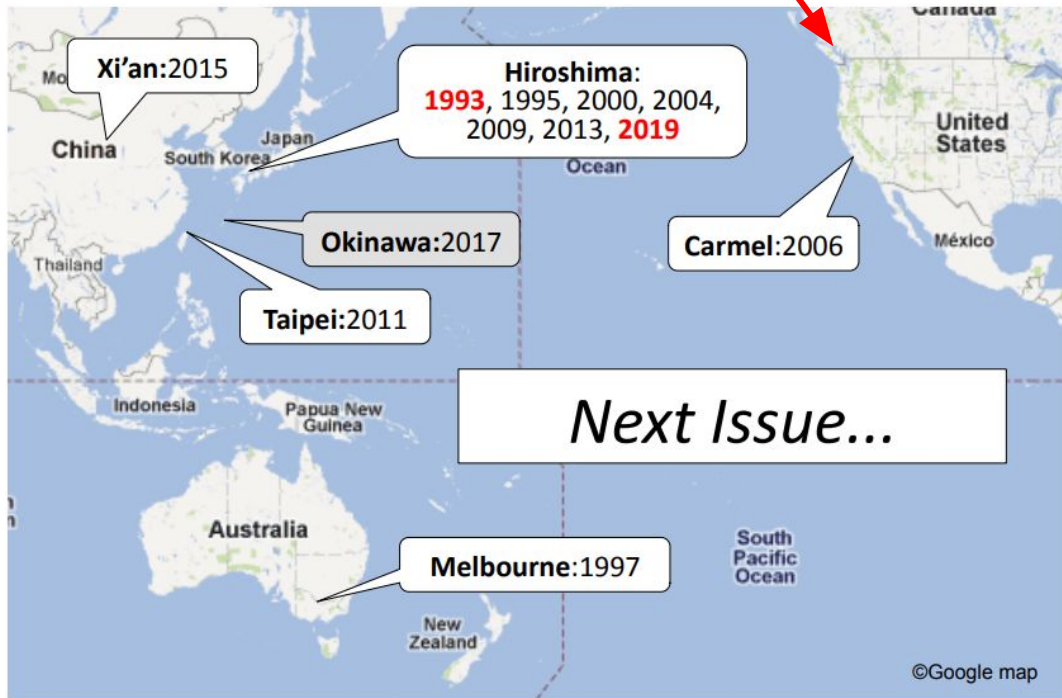 Canada
Xi’an:2015
Mo
Hiroshima:
1993, 1995, 2000, 2004,
2009, 2013, 2019
China
South Korea
Japan
Ocean
United
States
Okinawa:2017
Carmel:2006
México
Thailand
Taipei:2011
Indonesia
Papua New
Guinea
Next Issue...
Australia
Melbourne:1997
South
Pacific
Ocean
New
Zealand
©Google map